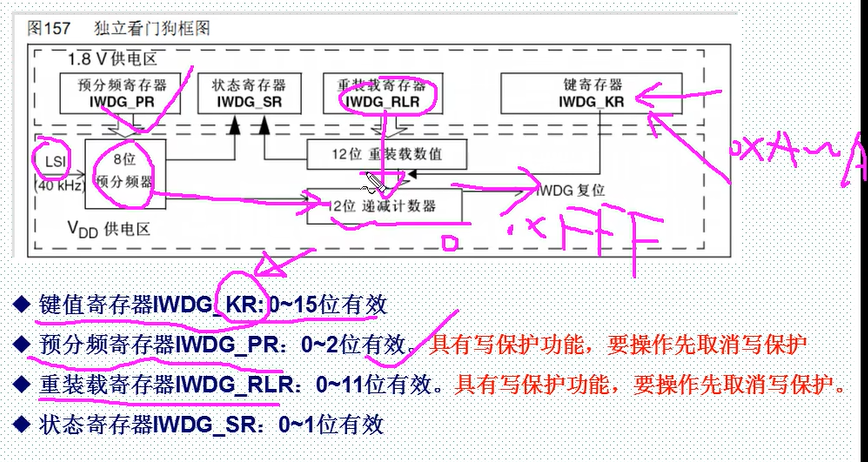 图157 独立看门狗框图
1.8 V 供电区
预分频寄存器 状态寄存器 重装载寄存器 键寄存器
IWDG_PR IWDG_SR IWDG_RLR IWDG_KR
LSI
(40 kHz)
8位
预分频器
12位 重装载数值
12位 递减计数器
IWDG 复位
VDD 供电区
0xA~A
0
0xFFF
◆ 键值寄存器IWDG_KR: 0~15位有效
◆ 预分频寄存器IWDG_PR：0~2位有效。具有写保护功能，要操作先取消写保护
◆ 重装载寄存器IWDG_RLR：0~11位有效。具有写保护功能，要操作先取消写保护。
◆ 状态寄存器IWDG_SR：0~1位有效